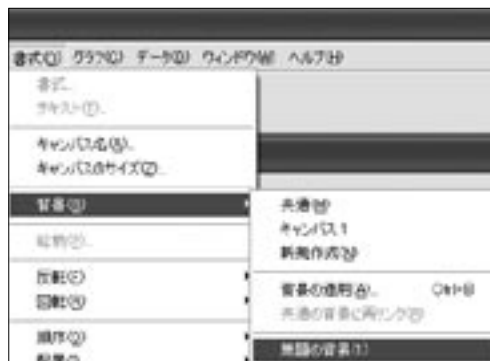 書式(O) グラフ(G) データ(D) ウィンドウ(W) ヘルプ(H)
書式...
テキスト(T)...
キャンバス名(N)...
キャンバスのサイズ(Z)...
背景(B)
反転(F)
回転(R)
順序(O)
共通(M)
キャンバス 1
新規作成(N)
背景の適用(A)... Ctrl+B
共通の背景に再リンク(R)
無題の背景(1)